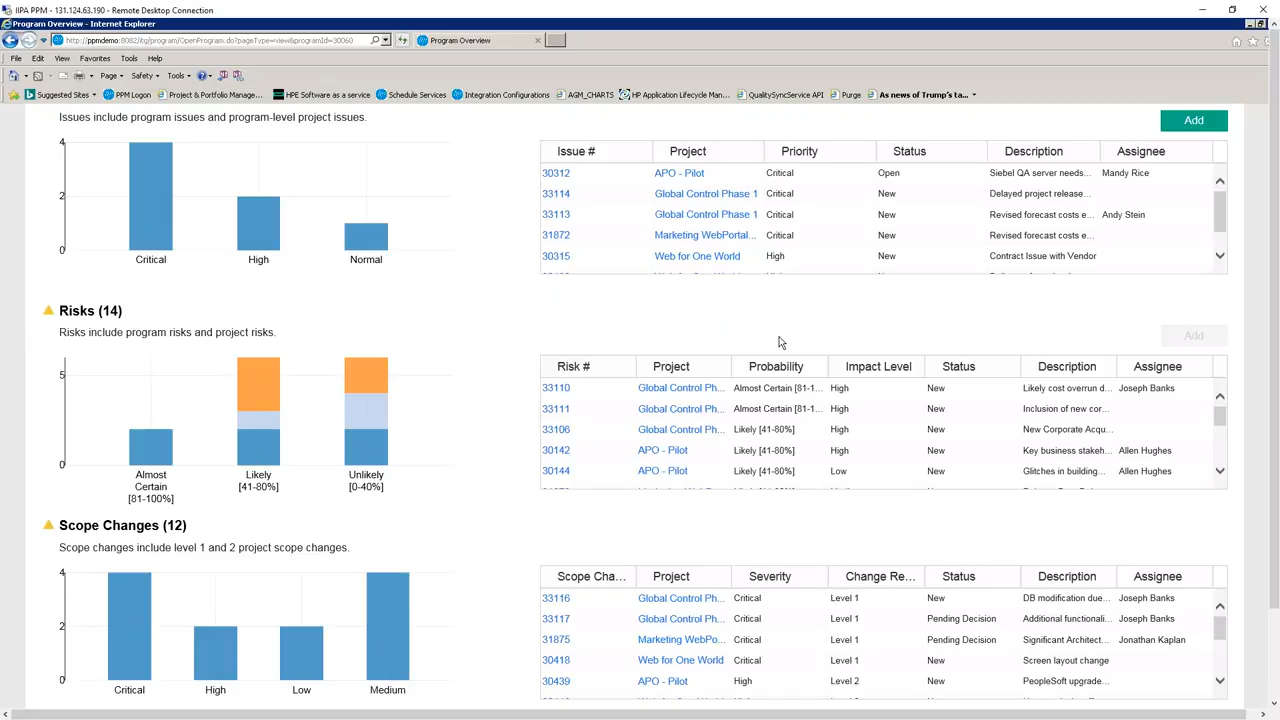 IIPA PPM - 131.124.63.190 - Remote Desktop Connection
Program Overview - Internet Explorer
http://ppmdemo:8082/itg/program/OpenProgram.do?pageType=view&programId=30060
Program Overview
File Edit View Favorites Tools Help
Page Safety Tools
Suggested Sites PPM Logon Project & Portfolio Manage... HPE Software as a service Schedule Services Integration Configurations AGM_CHARTS HP Application Lifecycle Man... QualitySyncService API Purge As news of Trump's ta...
Issues include program issues and program-level project issues.
Add
4
2
0
Critical High Normal
Issue # Project Priority Status Description Assignee
30312 APO - Pilot Critical Open Siebel QA server needs... Mandy Rice
33114 Global Control Phase 1 Critical New Delayed project release...
33113 Global Control Phase 1 Critical New Revised forecast costs e... Andy Stein
31872 Marketing WebPortal... Critical New Revised forecast costs e...
30315 Web for One World High New Contract Issue with Vendor
Risks (14)
Risks include program risks and project risks.
Add
5
0
Almost Certain [81-100%] Likely [41-80%] Unlikely [0-40%]
Risk # Project Probability Impact Level Status Description Assignee
33110 Global Control Ph... Almost Certain [81-1... High New Likely cost overrun d... Joseph Banks
33111 Global Control Ph... Almost Certain [81-1... High New Inclusion of new cor...
33106 Global Control Ph... Likely [41-80%] High New New Corporate Acqu...
30142 APO - Pilot Likely [41-80%] High New Key business stakeh... Allen Hughes
30144 APO - Pilot Likely [41-80%] Low New Glitches in building... Allen Hughes
Scope Changes (12)
Scope changes include level 1 and 2 project scope changes.
4
2
0
Critical High Low Medium
Scope Cha... Project Severity Change Re... Status Description Assignee
33116 Global Control Ph... Critical Level 1 New DB modification due... Joseph Banks
33117 Global Control Ph... Critical Level 1 Pending Decision Additional functionali... Joseph Banks
31875 Marketing WebPo... Critical Level 1 Pending Decision Significant Architect... Jonathan Kaplan
30418 Web for One World Critical Level 1 New Screen layout change
30439 APO - Pilot High Level 2 New PeopleSoft upgrade...